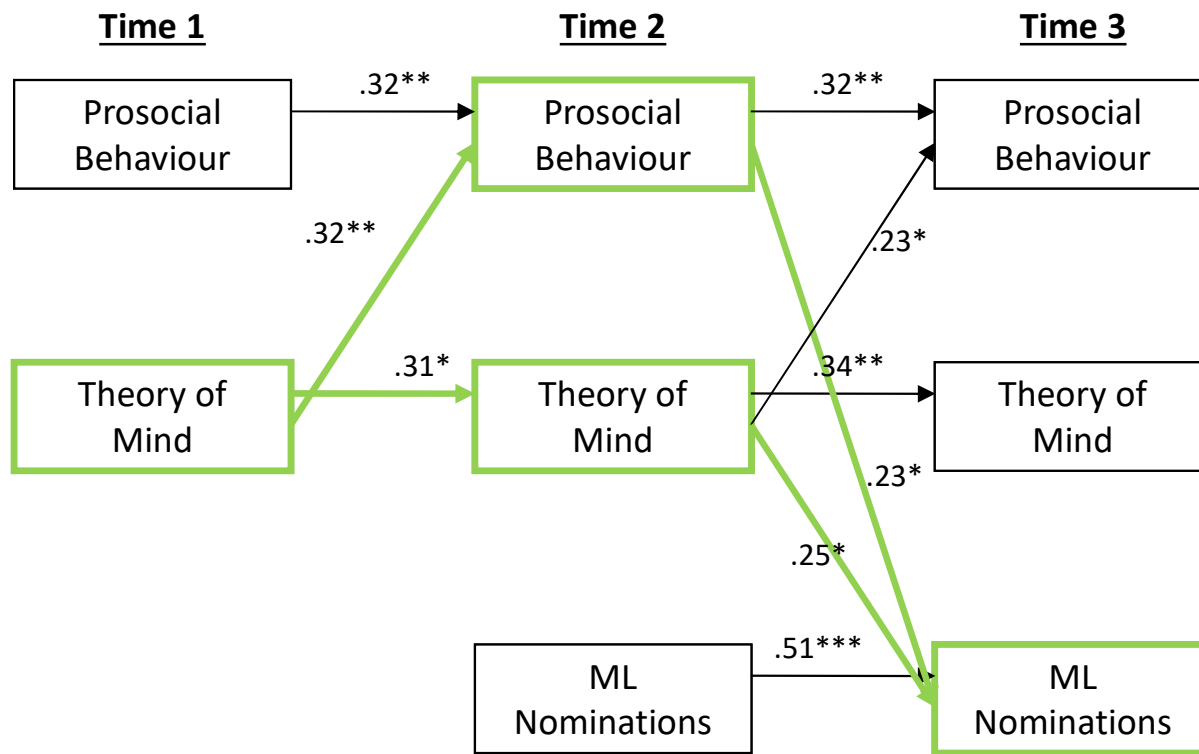 Time 1
Time 2
Time 3
Prosocial
Behaviour
.32**
Prosocial
Behaviour
.32**
Prosocial
Behaviour
.32**
.23*
Theory of
Mind
.31*
Theory of
Mind
.34**
Theory of
Mind
.23*
.25*
ML
Nominations
.51***
ML
Nominations